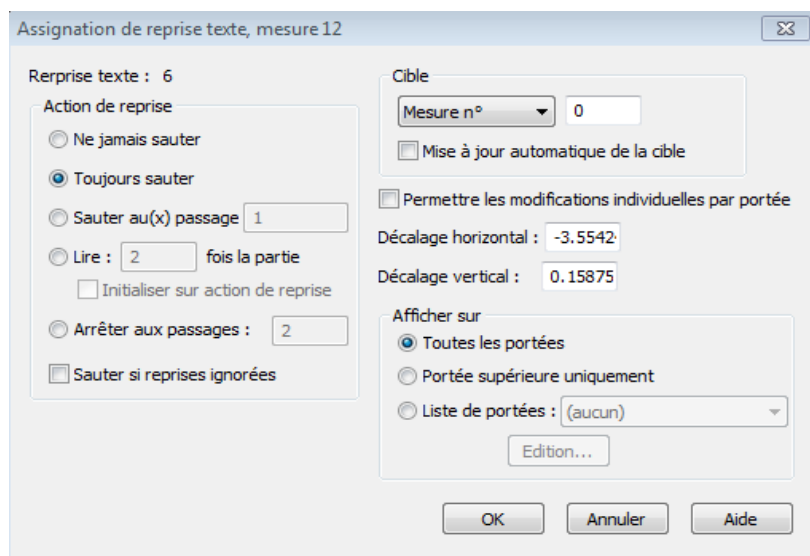 Assignation de reprise texte, mesure 12
Rerprise texte : 6
Action de reprise
Ne jamais sauter
Toujours sauter
Sauter au(x) passage 1
Lire : 2 fois la partie
Initialiser sur action de reprise
Arrêter aux passages : 2
Sauter si reprises ignorées
Cible
Mesure n° 0
Mise à jour automatique de la cible
Permettre les modifications individuelles par portée
Décalage horizontal : -3.5542
Décalage vertical : 0.15875
Afficher sur
Toutes les portées
Portée supérieure uniquement
Liste de portées : (aucun)
Edition...
OK Annuler Aide